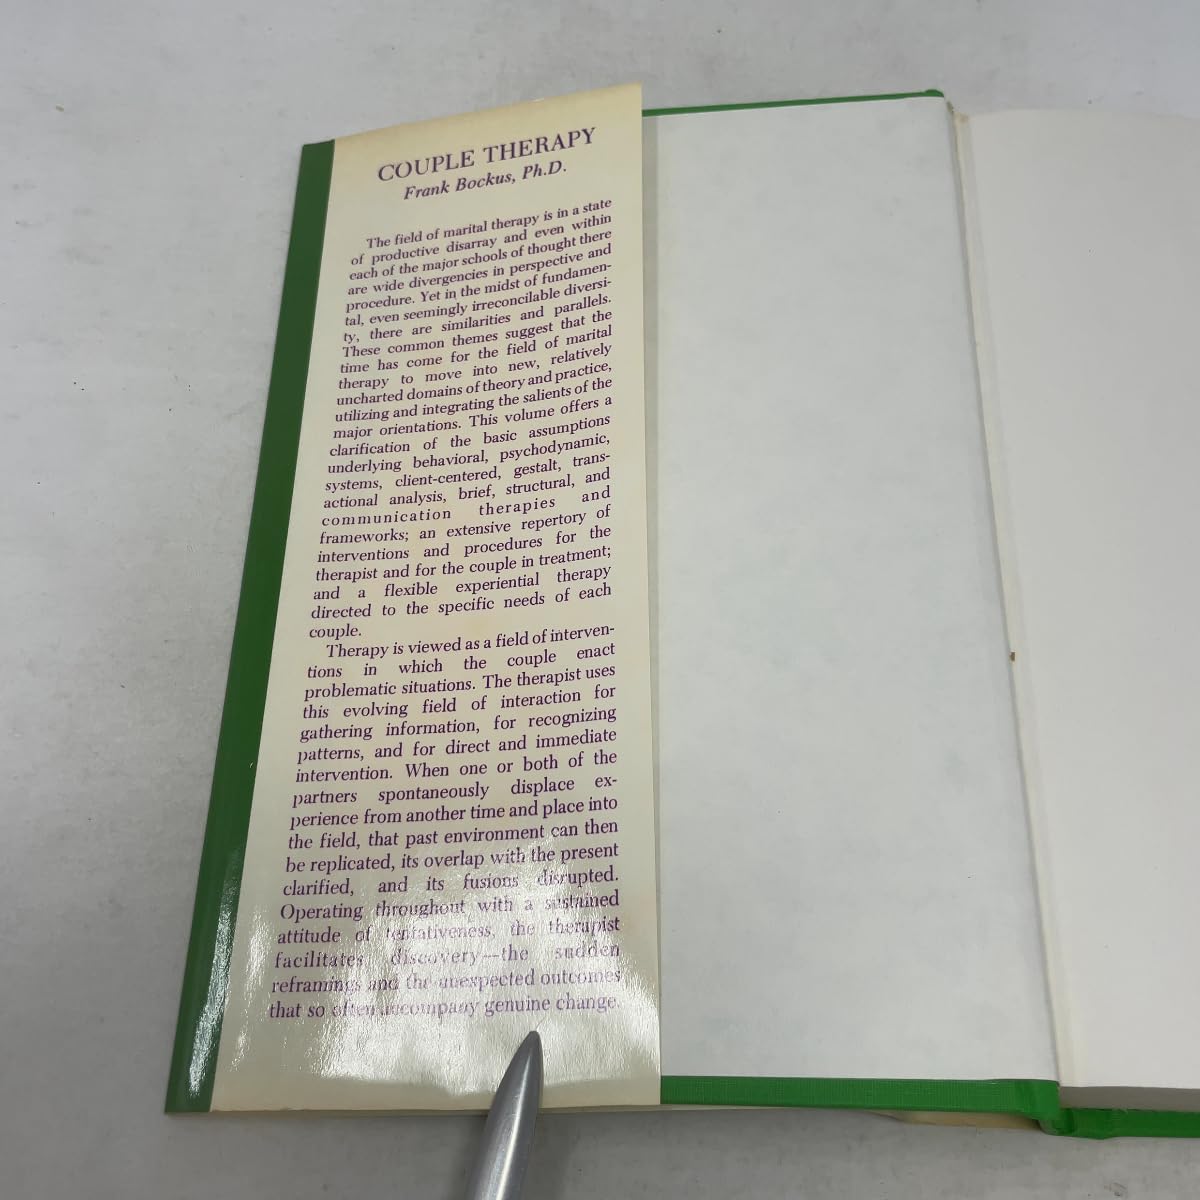 COUPLE THERAPY
Frank Bockus, Ph.D.
The field of marital therapy is in a state
of productive disarray and even within
each of the major schools of thought there
are wide divergencies in perspective and
procedure. Yet in the midst of fundamen-
tal, even seemingly irreconcilable diversi-
ty, there are similarities and parallels.
These common themes suggest that the
time has come for the field of marital
therapy to move into new, relatively
uncharted domains of theory and practice,
utilizing and integrating the salients of the
major orientations. This volume offers a
clarification of the basic assumptions
underlying behavioral, psychodynamic,
systems, client-centered, gestalt, trans-
actional analysis, brief, structural, and
communication therapies and
frameworks; an extensive repertory of
interventions and procedures for the
therapist and for the couple in treatment;
and a flexible experiential therapy
directed to the specific needs of each
couple.
Therapy is viewed as a field of interven-
tions in which the couple enact
problematic situations. The therapist uses
this evolving field of interaction for
gathering information, for recognizing
patterns, and for direct and immediate
intervention. When one or both of the
partners spontaneously displace ex-
perience from another time and place into
the field, that past environment can then
be replicated, its overlap with the present
clarified, and its fusions disrupted.
Operating throughout with a sustained
attitude of tentativeness, the therapist
facilitates discovery—the sudden
reframings and the unexpected outcomes
that so often accompany genuine change.